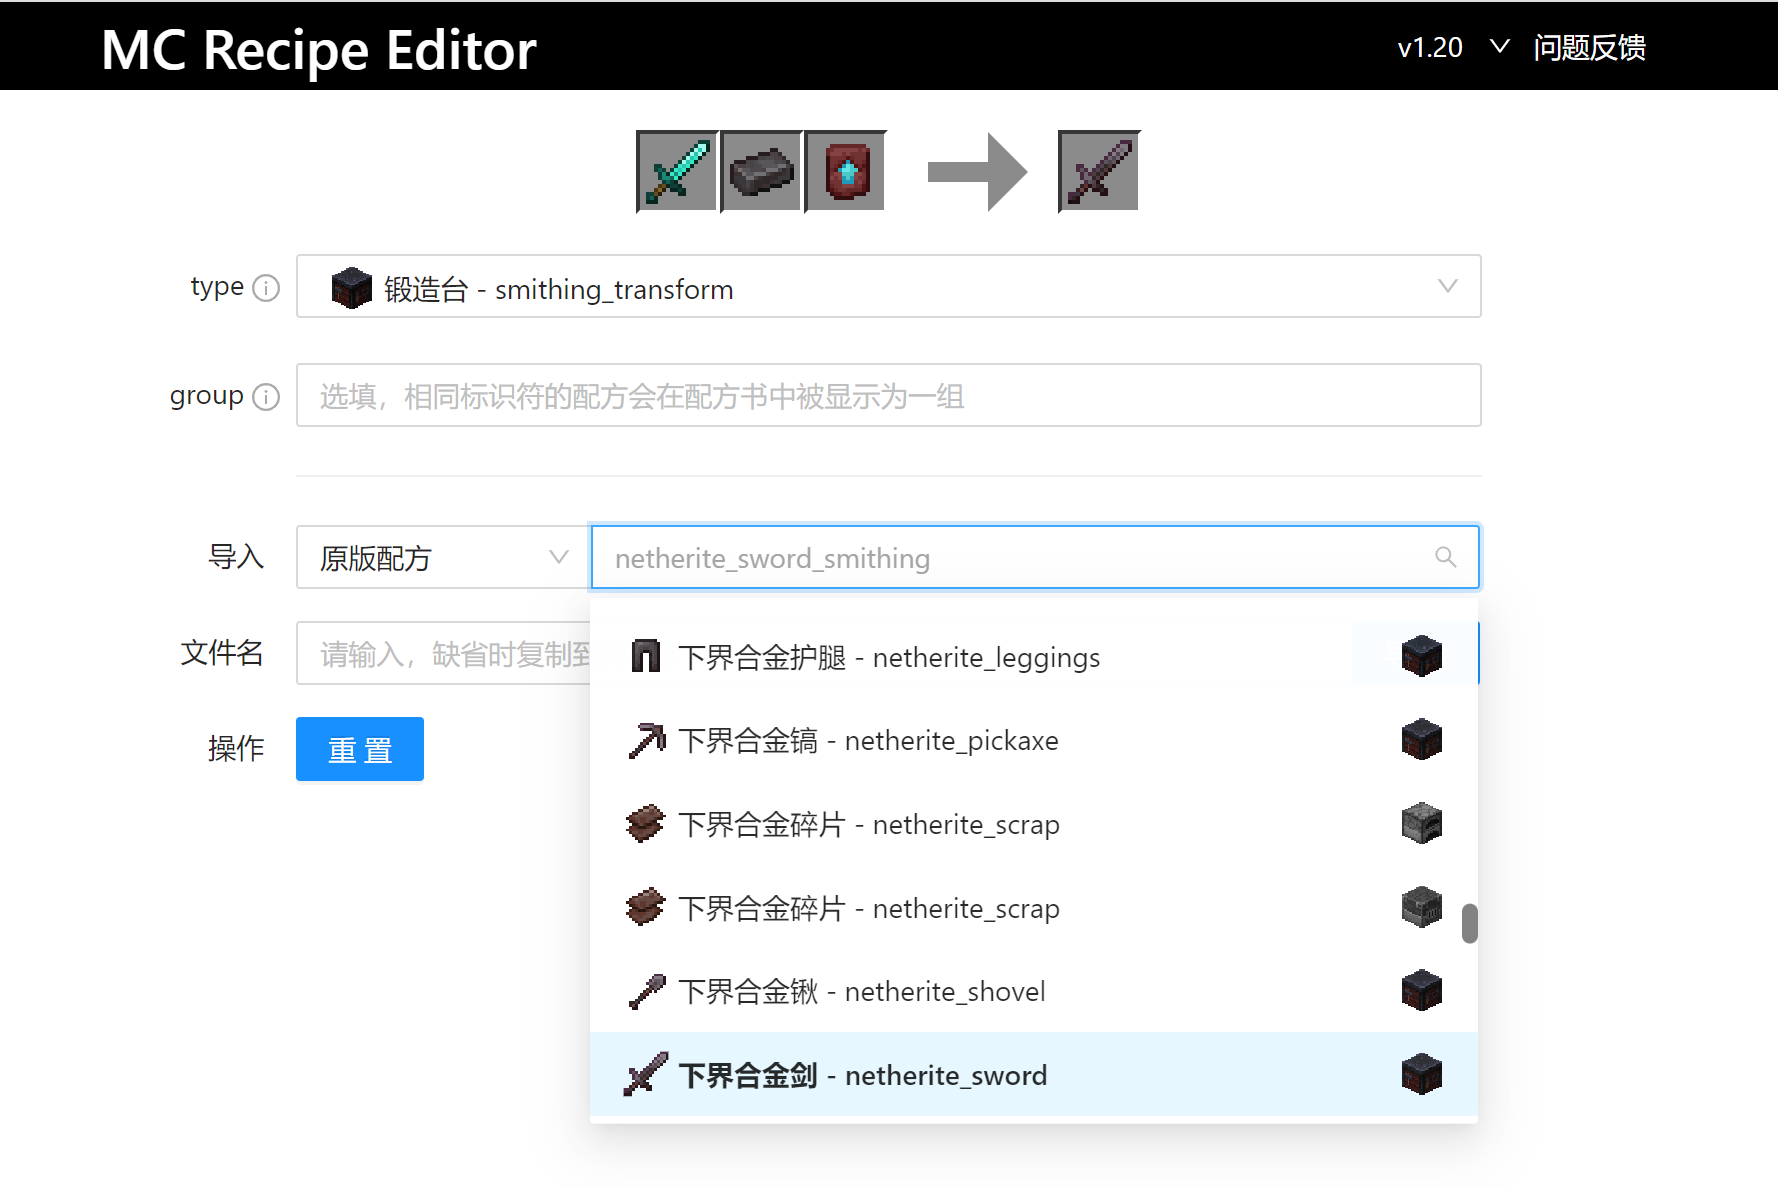 MC Recipe Editor
v1.20 问题反馈
type 锻造台 - smithing_transform
group 选填，相同标识符的配方会在配方书中被显示为一组
导入 原版配方 netherite_sword_smithing
文件名 请输入，缺省时复制到
下界合金护腿 - netherite_leggings
下界合金镐 - netherite_pickaxe
操作 重 置
下界合金碎片 - netherite_scrap
下界合金碎片 - netherite_scrap
下界合金锹 - netherite_shovel
下界合金剑 - netherite_sword